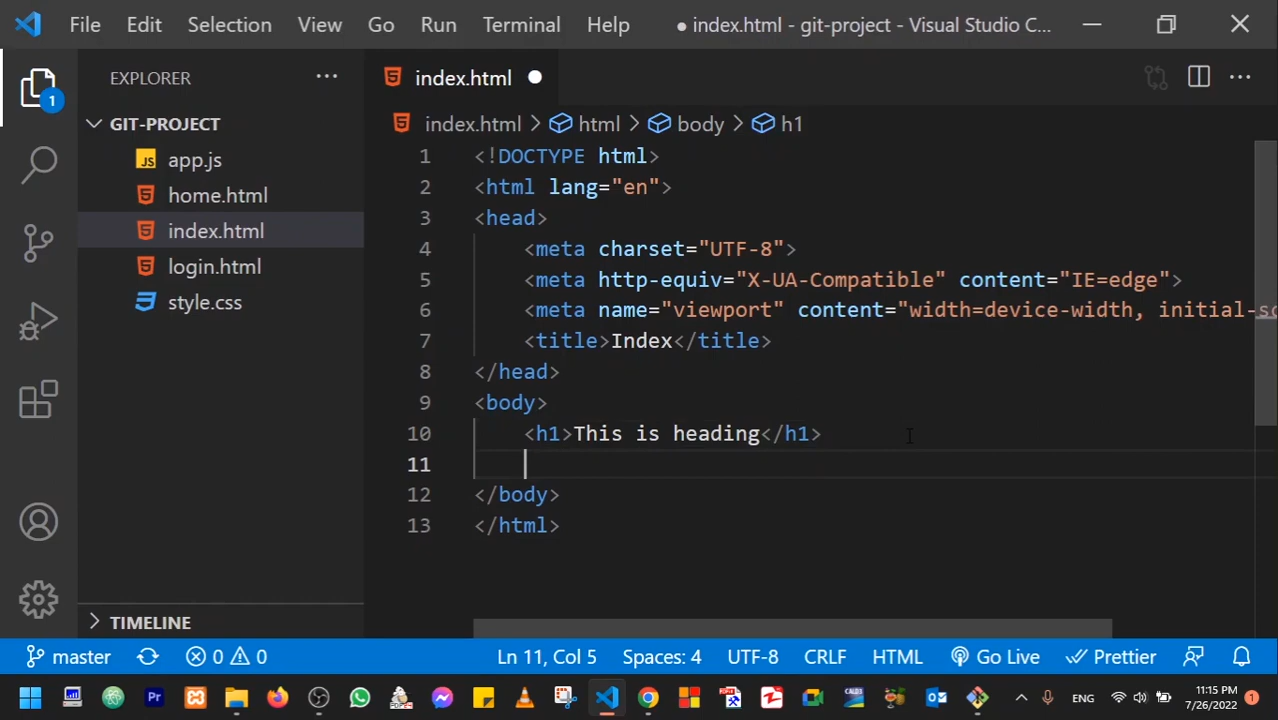 File Edit Selection View Go Run Terminal Help ● index.html - git-project - Visual Studio C...
EXPLORER ···
1
GIT-PROJECT
JS app.js
home.html
index.html
login.html
style.css
TIMELINE
index.html
index.html > html > body > h1
1 <!DOCTYPE html>
2 <html lang="en">
3 <head>
4 <meta charset="UTF-8">
5 <meta http-equiv="X-UA-Compatible" content="IE=edge">
6 <meta name="viewport" content="width=device-width, initial-sc
7 <title>Index</title>
8 </head>
9 <body>
10 <h1>This is heading</h1>
11
12 </body>
13 </html>
master 0 0 Ln 11, Col 5 Spaces: 4 UTF-8 CRLF HTML Go Live Prettier
Pr ENG 11:15 PM
7/26/2022 1